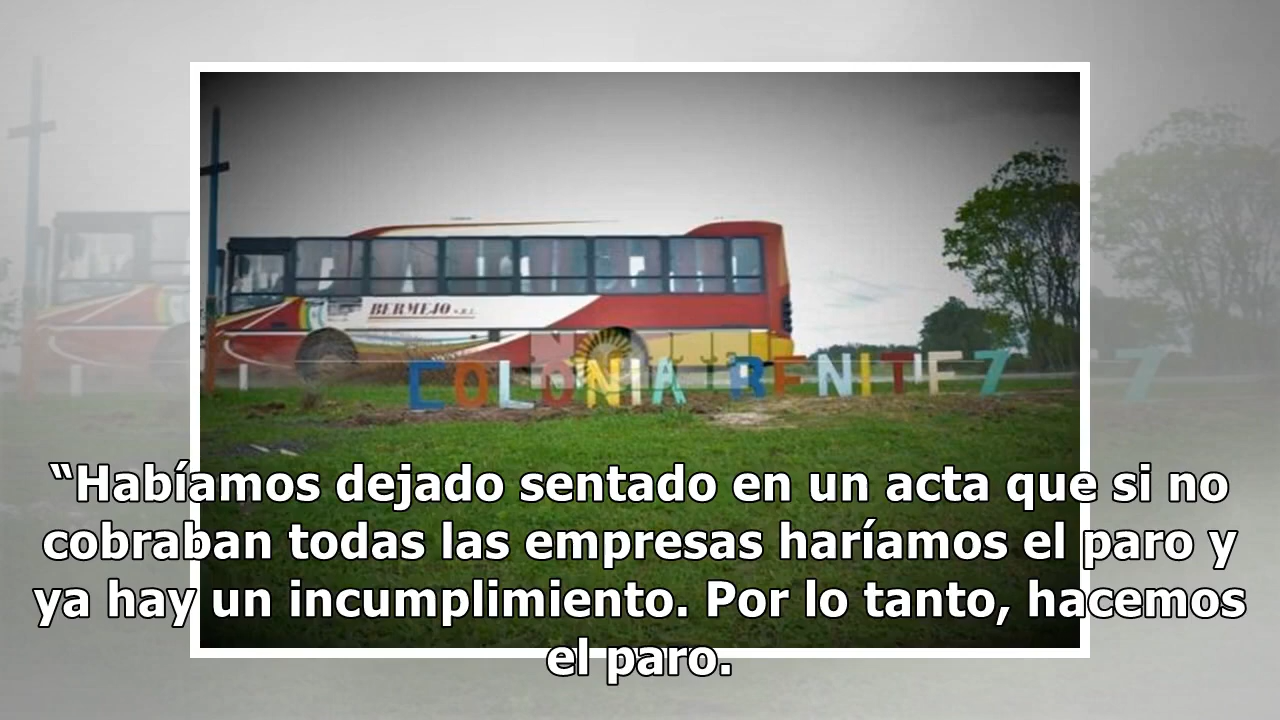 BERMEJO S.R.L.
NORTE
COLONIA BENITEZ
“Habíamos dejado sentado en un acta que si no
cobraban todas las empresas haríamos el paro y
ya hay un incumplimiento. Por lo tanto, hacemos
el paro.